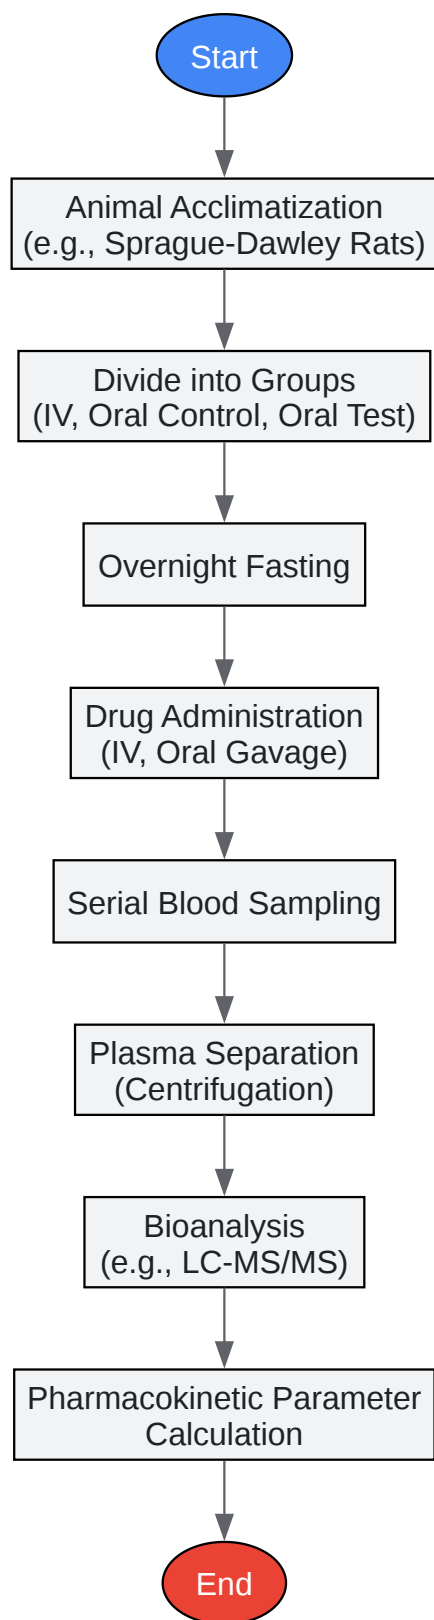 Start
Animal Acclimatization
(e.g., Sprague-Dawley Rats)
Divide into Groups
(IV, Oral Control, Oral Test)
Overnight Fasting
Drug Administration
(IV, Oral Gavage)
Serial Blood Sampling
Plasma Separation
(Centrifugation)
Bioanalysis
(e.g., LC-MS/MS)
Pharmacokinetic Parameter
Calculation
End